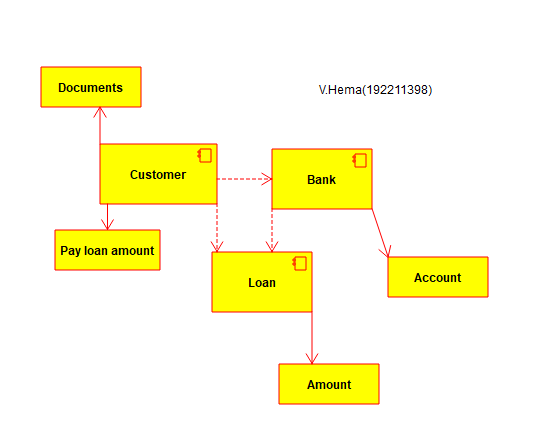 Documents
V.Hema(192211398)
Customer
Bank
Pay loan amount
Loan
Account
Amount